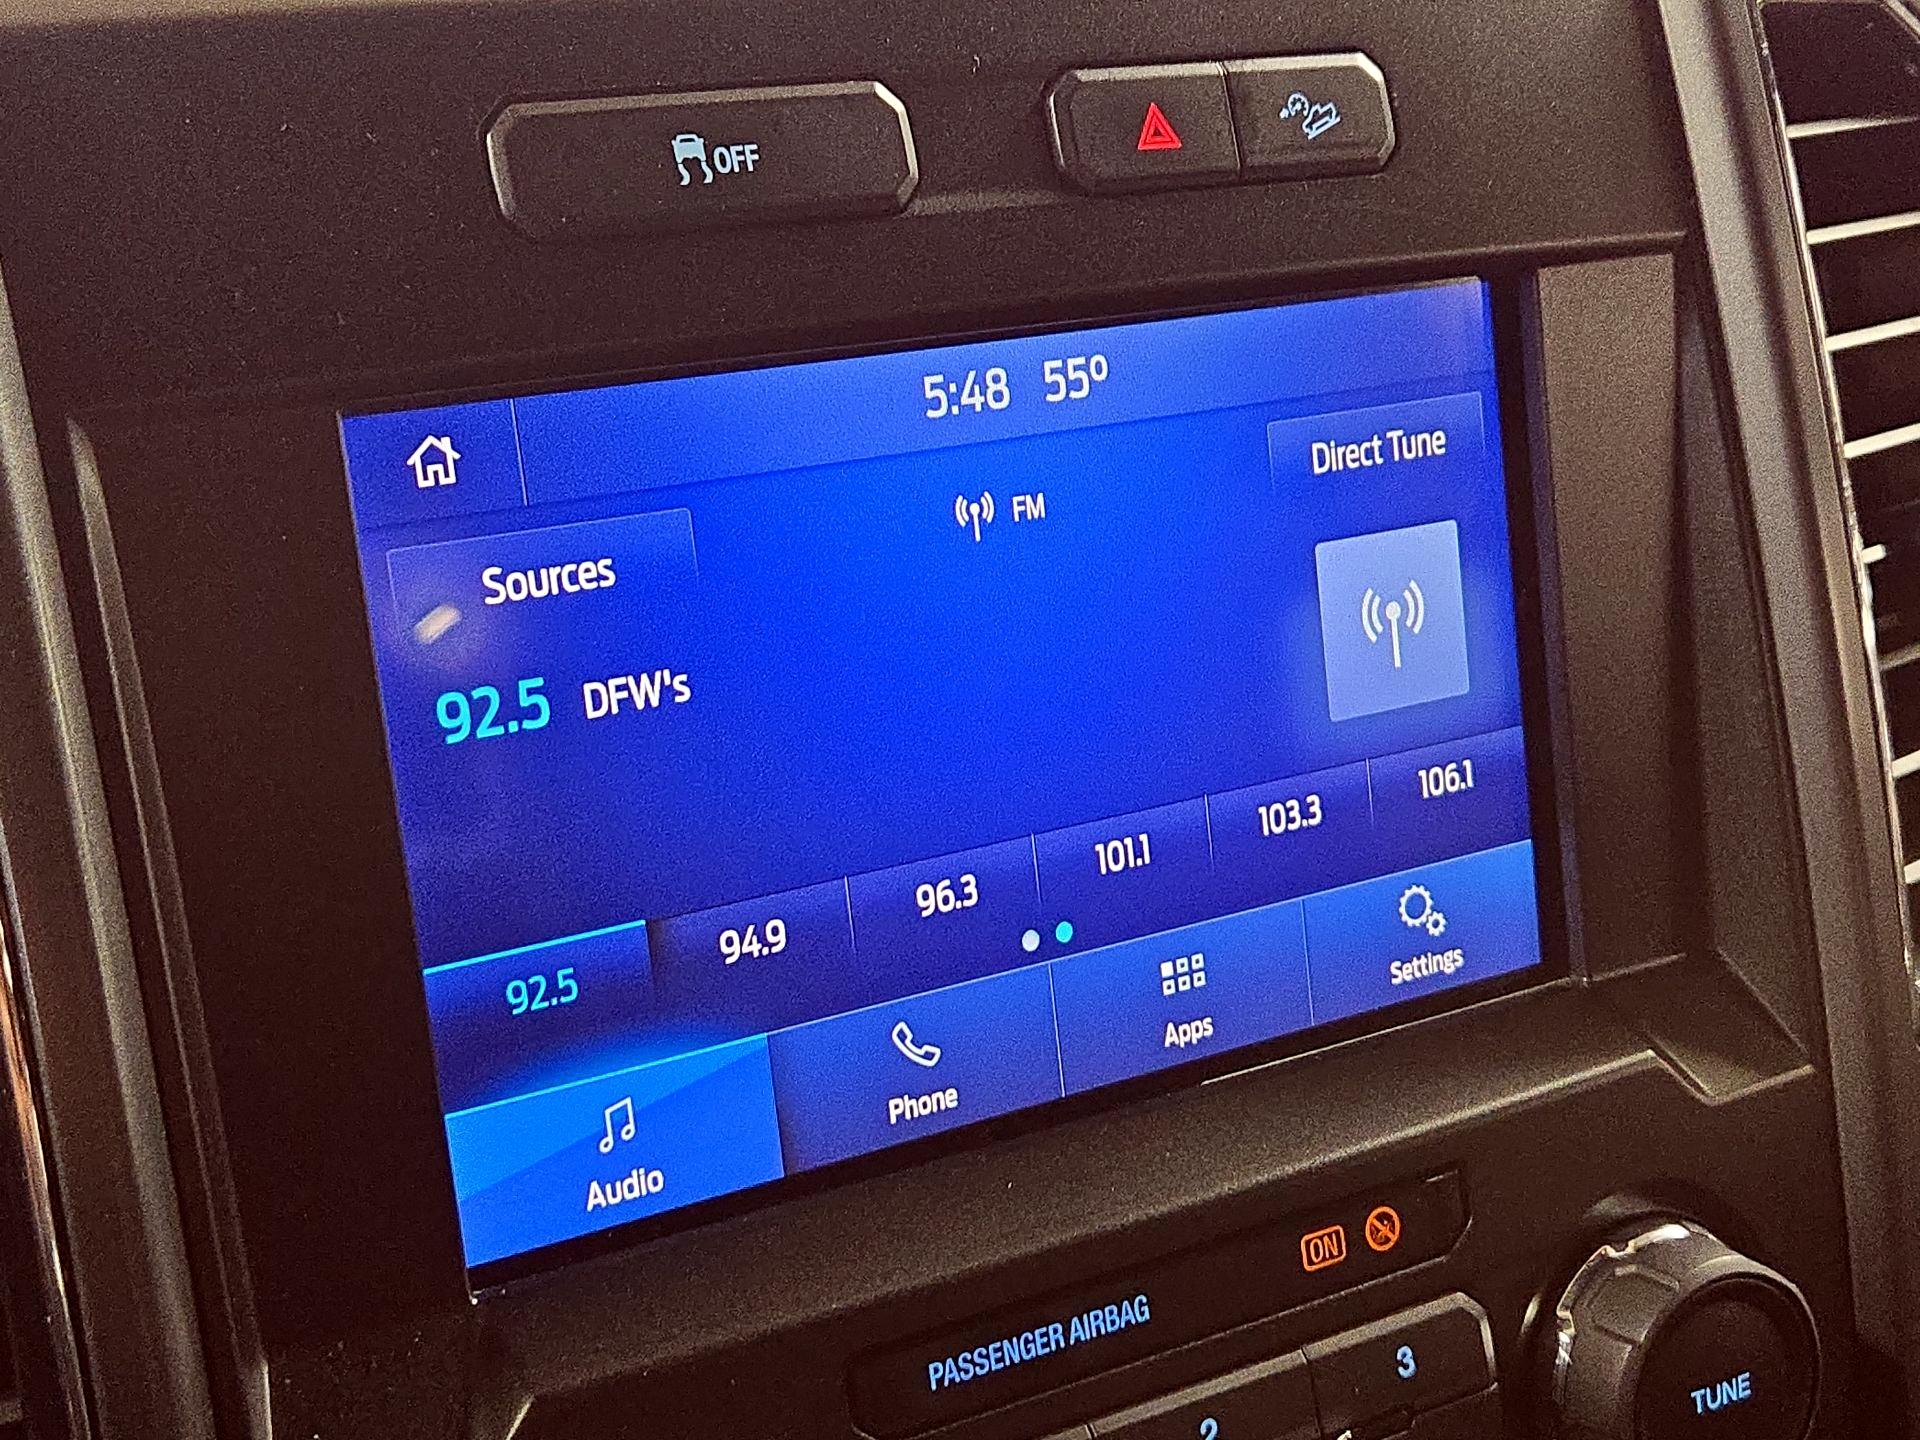 OFF
5:48 55º
Direct Tune
FM
Sources
92.5 DFW's
92.5 94.9 96.3 101.1 103.3 106.1
Audio Phone Apps Settings
ON
PASSENGER AIRBAG
2 3
TUNE